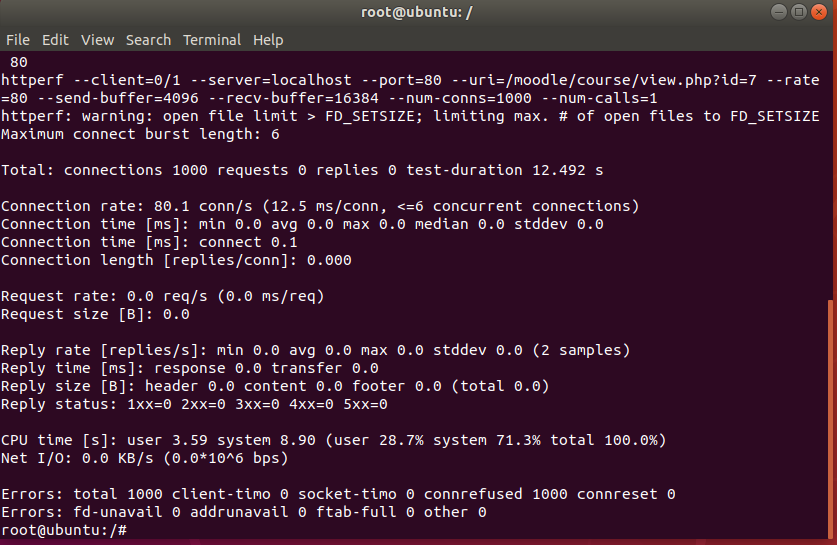 root@ubuntu: /
File Edit View Search Terminal Help
80
httperf --client=0/1 --server=localhost --port=80 --uri=/moodle/course/view.php?id=7 --rate
=80 --send-buffer=4096 --recv-buffer=16384 --num-conns=1000 --num-calls=1
httperf: warning: open file limit > FD_SETSIZE; limiting max. # of open files to FD_SETSIZE
Maximum connect burst length: 6
Total: connections 1000 requests 0 replies 0 test-duration 12.492 s
Connection rate: 80.1 conn/s (12.5 ms/conn, <=6 concurrent connections)
Connection time [ms]: min 0.0 avg 0.0 max 0.0 median 0.0 stddev 0.0
Connection time [ms]: connect 0.1
Connection length [replies/conn]: 0.000
Request rate: 0.0 req/s (0.0 ms/req)
Request size [B]: 0.0
Reply rate [replies/s]: min 0.0 avg 0.0 max 0.0 stddev 0.0 (2 samples)
Reply time [ms]: response 0.0 transfer 0.0
Reply size [B]: header 0.0 content 0.0 footer 0.0 (total 0.0)
Reply status: 1xx=0 2xx=0 3xx=0 4xx=0 5xx=0
CPU time [s]: user 3.59 system 8.90 (user 28.7% system 71.3% total 100.0%)
Net I/O: 0.0 KB/s (0.0*10^6 bps)
Errors: total 1000 client-timo 0 socket-timo 0 connrefused 1000 connreset 0
Errors: fd-unavail 0 addrunavail 0 ftab-full 0 other 0
root@ubuntu:/#